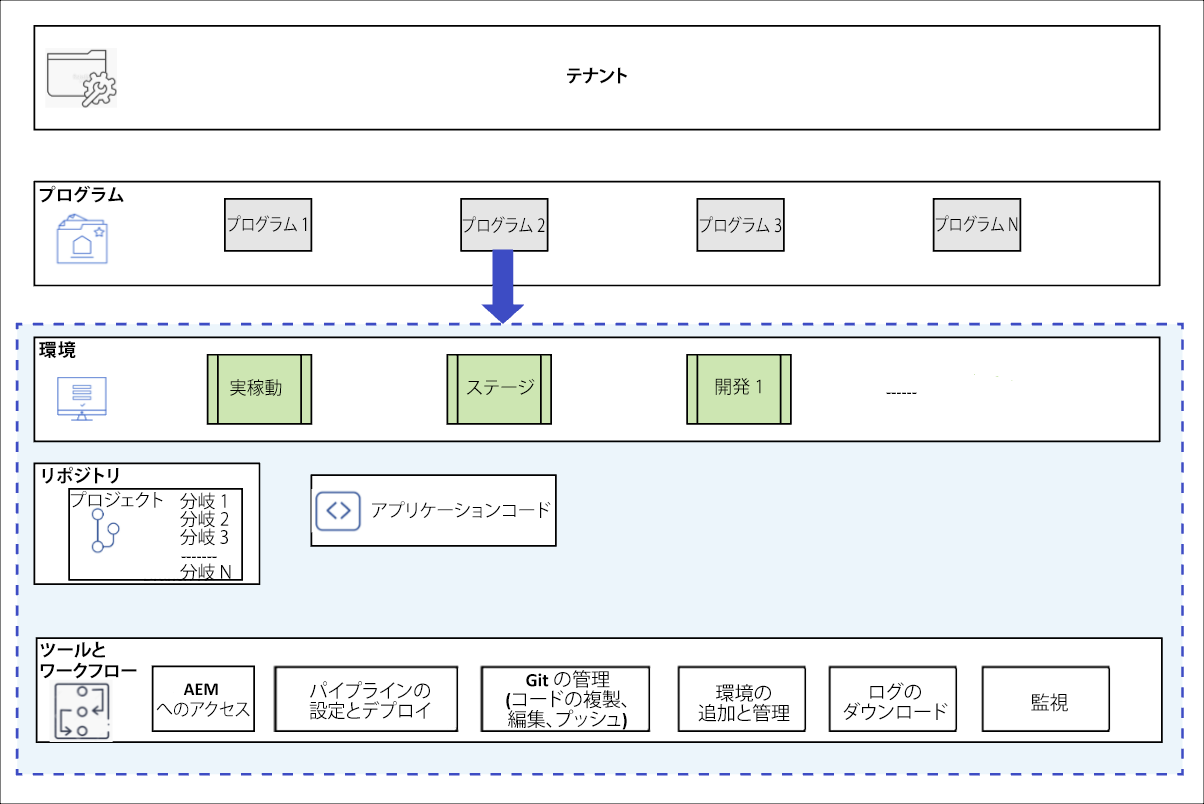 テナント
プログラム
プログラム 1
プログラム 2
プログラム 3
プログラム N
環境
実稼動
ステージ
開発 1
------
リポジトリ
プロジェクト
分岐 1
分岐 2
分岐 3
-------
分岐 N
アプリケーションコード
ツールと
ワークフロー
AEM
へのアクセス
パイプラインの
設定とデプロイ
Git の管理
(コードの複製、
編集、プッシュ)
環境の
追加と管理
ログの
ダウンロード
監視